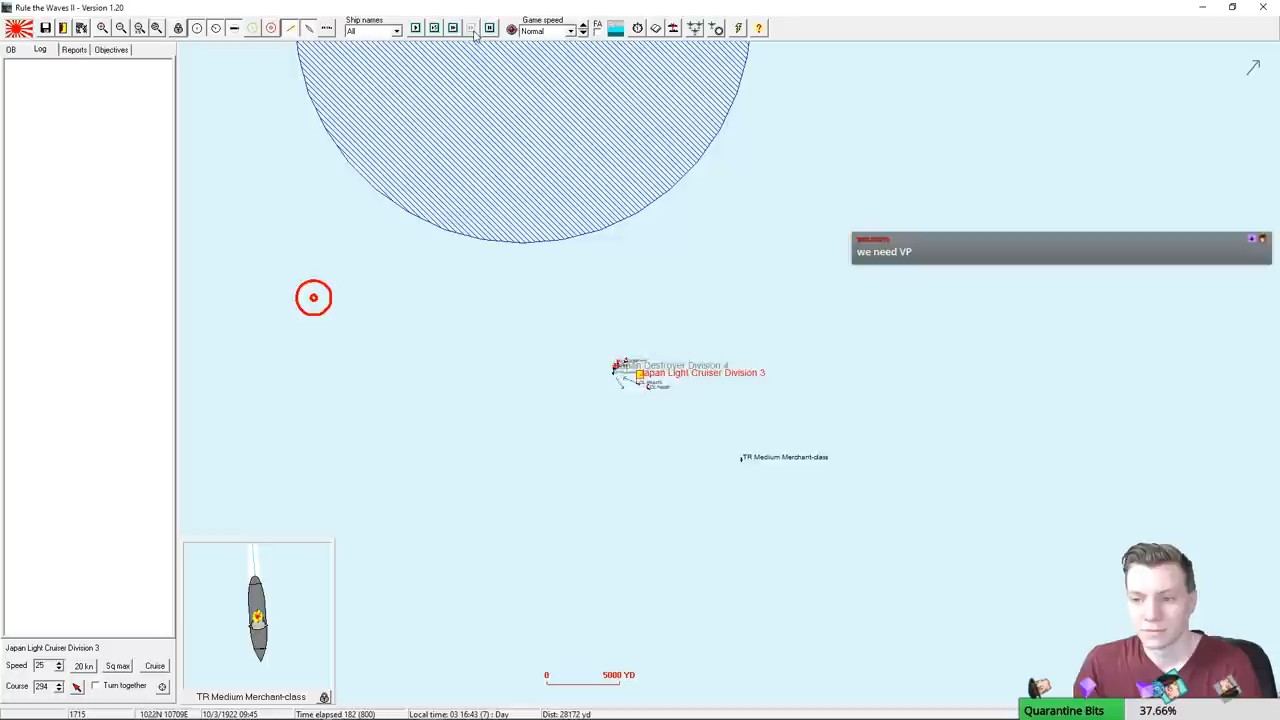 Rule the Waves II - Version 1.20
Ship names
All
FA
Game speed
Normal
OB
Log
Reports
Objectives
we need VP
Japan Destroyer Division 4
Japan Light Cruiser Division 3
TR Medium Merchant-class
TR Medium Merchant-class
Japan Light Cruiser Division 3
Speed 25 20 kn Sq max Cruise
Course 294 Turn together
0 5000 YD
Quarantine Bits 37.66%
1715 1022N 10709E 10/3/1922 09:45 Time elapsed 182 (800) Local time: 03 16:43 (7) : Day Dist: 28172 yd